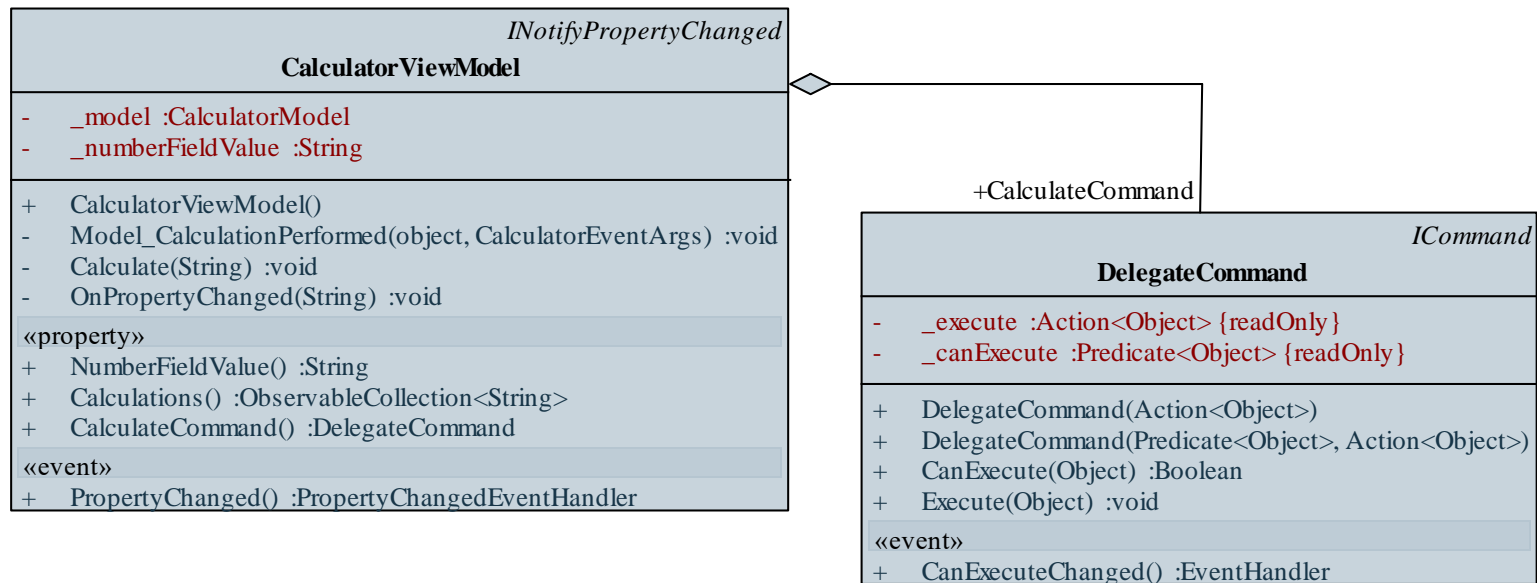 INotifyPropertyChanged
CalculatorViewModel
- _model :CalculatorModel
- _numberFieldValue :String
+ CalculatorViewModel()
- Model_CalculationPerformed(object, CalculatorEventArgs) :void
- Calculate(String) :void
- OnPropertyChanged(String) :void
«property»
+ NumberFieldValue() :String
+ Calculations() :ObservableCollection<String>
+ CalculateCommand() :DelegateCommand
«event»
+ PropertyChanged() :PropertyChangedEventHandler
+CalculateCommand
ICommand
DelegateCommand
- _execute :Action<Object> {readOnly}
- _canExecute :Predicate<Object> {readOnly}
+ DelegateCommand(Action<Object>)
+ DelegateCommand(Predicate<Object>, Action<Object>)
+ CanExecute(Object) :Boolean
+ Execute(Object) :void
«event»
+ CanExecuteChanged() :EventHandler